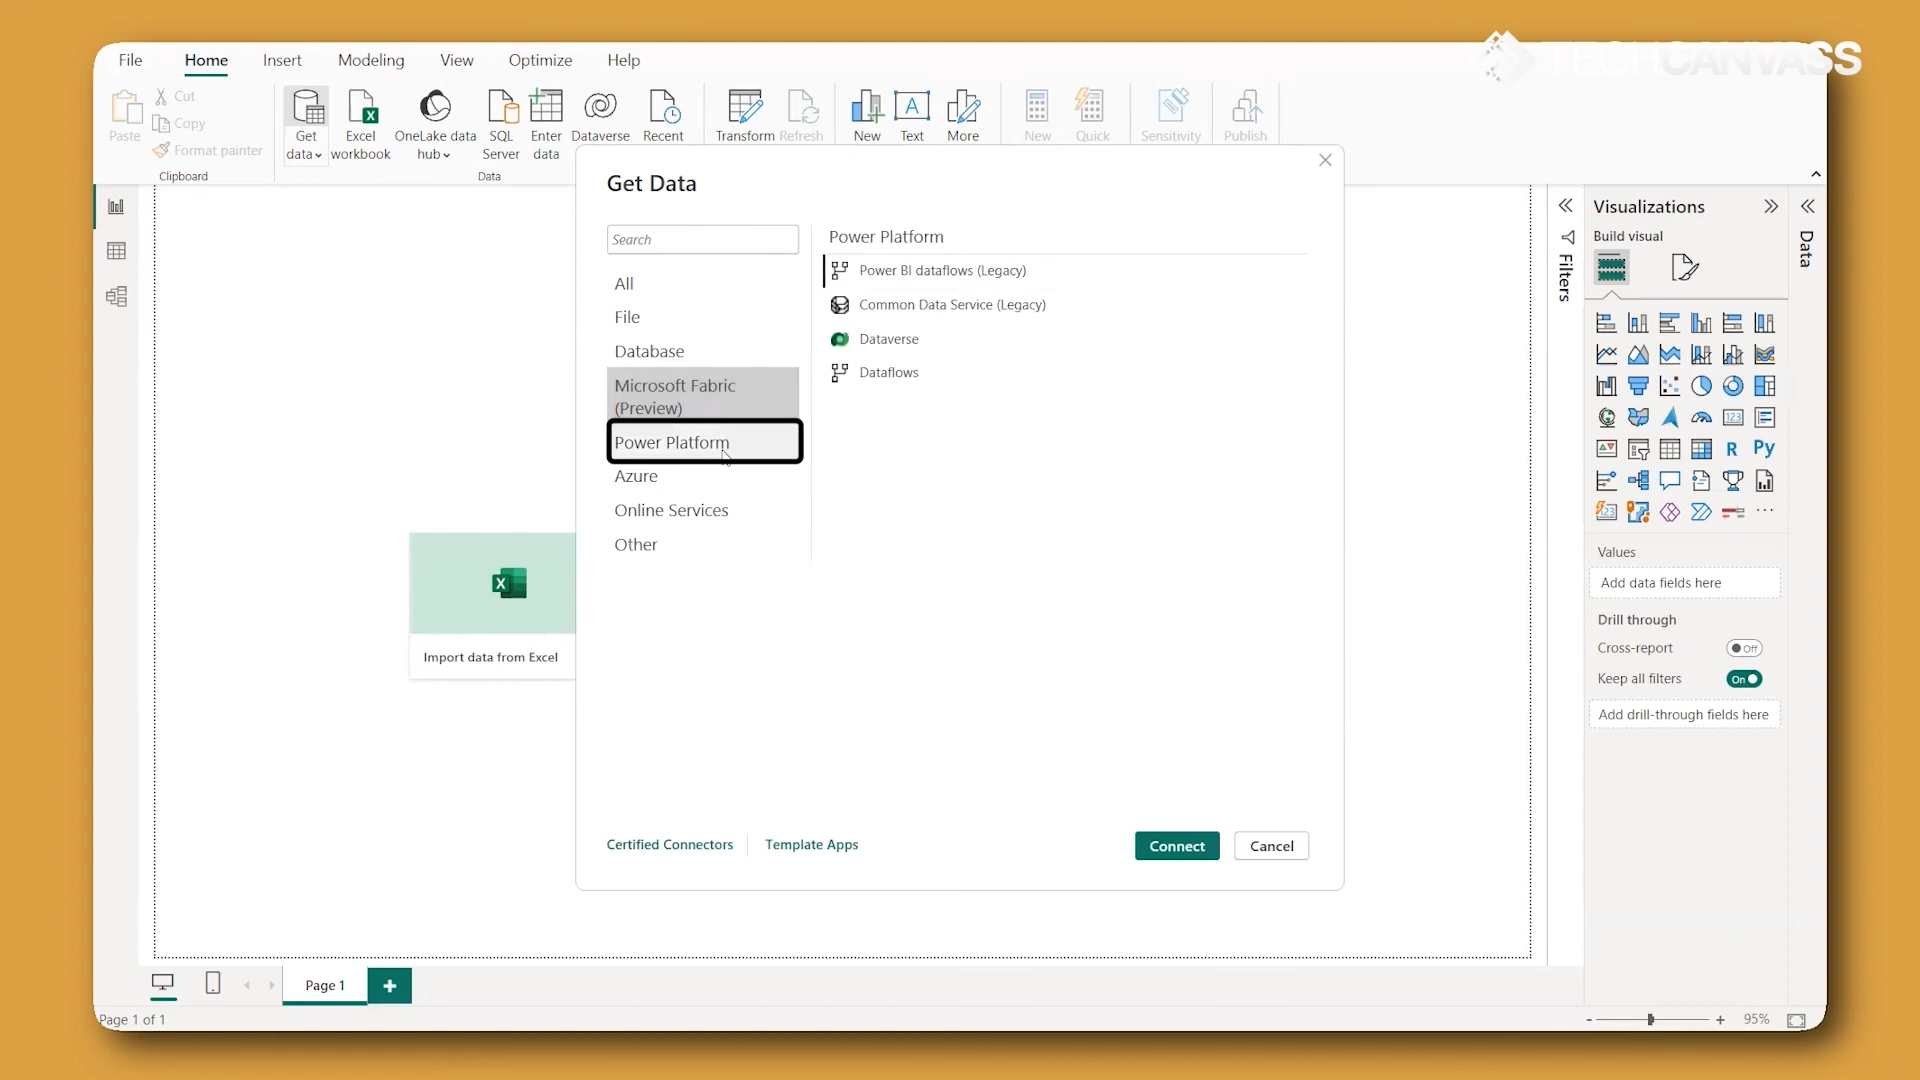 TECHCANVASS
File
Home
Insert
Modeling
View
Optimize
Help
Paste
Cut
Copy
Format painter
Clipboard
Get
data
Excel
workbook
OneLake data
hub
SQL
Server
Enter
data
Dataverse
Recent
Data
Transform
Refresh
New
Text
A
More
New
Quick
Sensitivity
Publish
Get Data
Search
All
File
Database
Microsoft Fabric
(Preview)
Power Platform
Azure
Online Services
Other
Power Platform
Power BI dataflows (Legacy)
Common Data Service (Legacy)
Dataverse
Dataflows
Certified Connectors
Template Apps
Connect
Cancel
X
Import data from Excel
Filters
Visualizations
Build visual
123
R
Py
123
Values
Add data fields here
Drill through
Cross-report
Off
Keep all filters
On
Add drill-through fields here
Data
Page 1
Page 1 of 1
95%